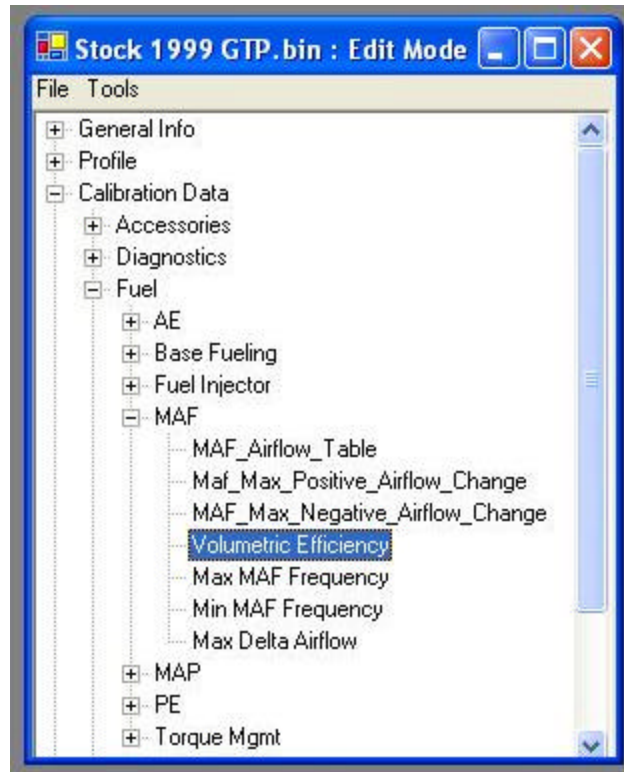 Stock 1999 GTP.bin : Edit Mode
File Tools
General Info
Profile
Calibration Data
Accessories
Diagnostics
Fuel
AE
Base Fueling
Fuel Injector
MAF
MAF_Airflow_Table
Maf_Max_Positive_Airflow_Change
MAF_Max_Negative_Airflow_Change
Volumetric Efficiency
Max MAF Frequency
Min MAF Frequency
Max Delta Airflow
MAP
PE
Torque Mgmt